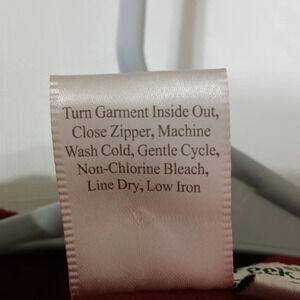 Turn Garment Inside Out,
Close Zipper, Machine
Wash Cold, Gentle Cycle,
Non-Chlorine Bleach,
Line Dry, Low Iron